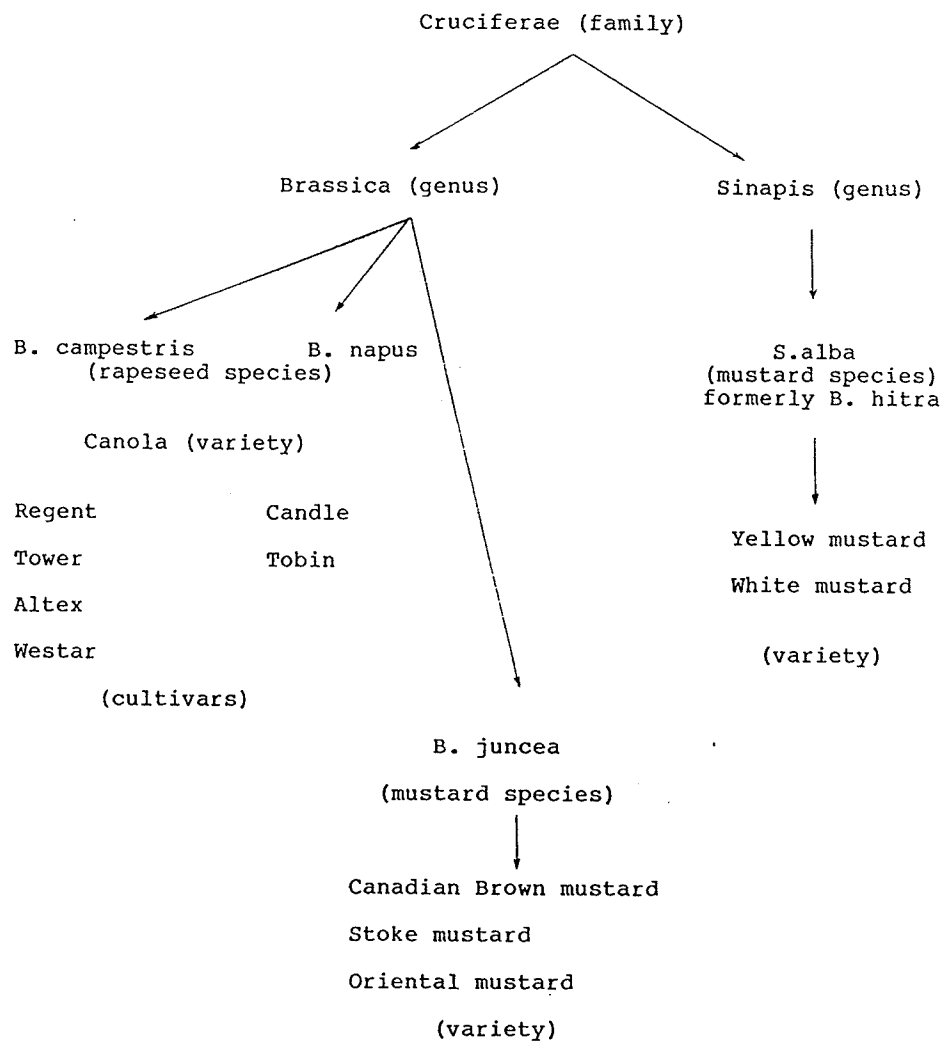 Cruciferae (family)
Brassica (genus)
Sinapis (genus)
B. campestris
B. napus
(rapeseed species)
Canola (variety)
Regent
Candle
Tower
Tobin
Altex
Westar
(cultivars)
S.alba
(mustard species)
formerly B. hitra
Yellow mustard
White mustard
(variety)
B. juncea
(mustard species)
Canadian Brown mustard
Stoke mustard
Oriental mustard
(variety)